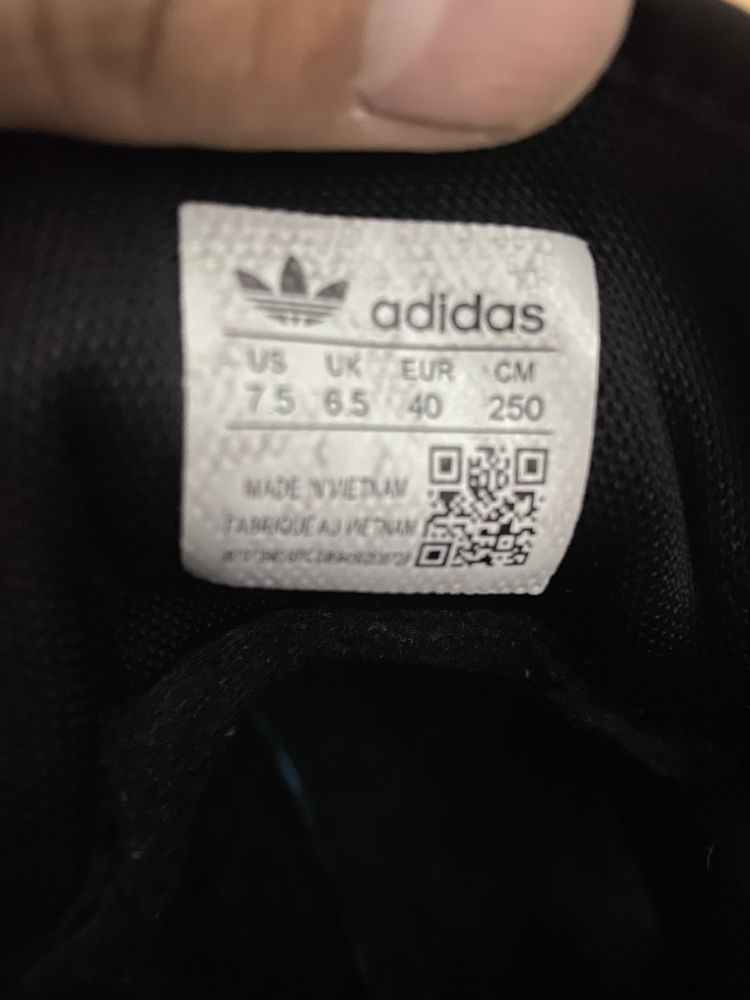 adidas
US UK EUR CM
7.5 6.5 40 250
MADE IN VIETNAM
FABRIQUE AU VIETNAM